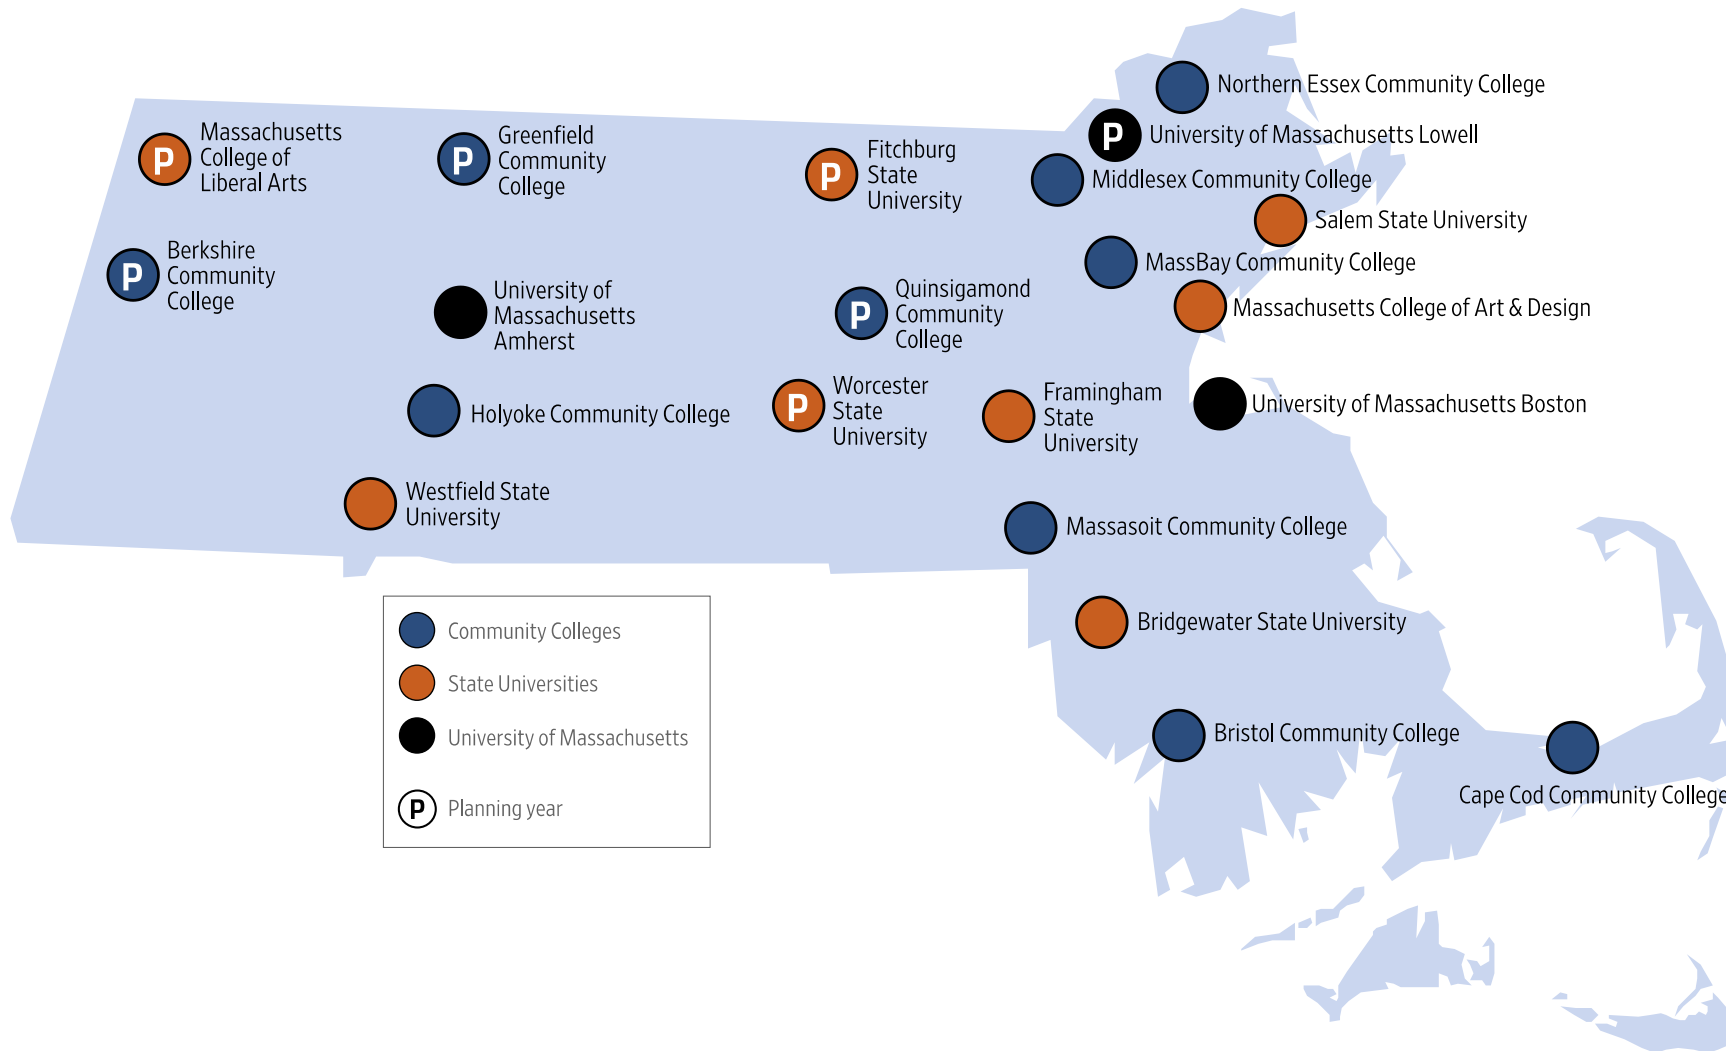 Northern Essex Community College
P
University of Massachusetts Lowell
P
Massachusetts
College of
Liberal Arts
P
Greenfield
Community
College
P
Fitchburg
State
University
Middlesex Community College
Salem State University
P
Berkshire
Community
College
MassBay Community College
University of
Massachusetts
Amherst
P
Quinsigamond
Community
College
Massachusetts College of Art & Design
Holyoke Community College
P
Worcester
State
University
Framingham
State
University
University of Massachusetts Boston
Westfield State
University
Massasoit Community College
Bridgewater State University
Bristol Community College
Cape Cod Community College
Community Colleges
State Universities
University of Massachusetts
P
Planning year